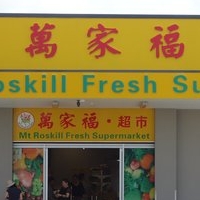 萬家福
oskill Fresh Su
萬家福·超市
Mt Roskill Fresh Supermarket